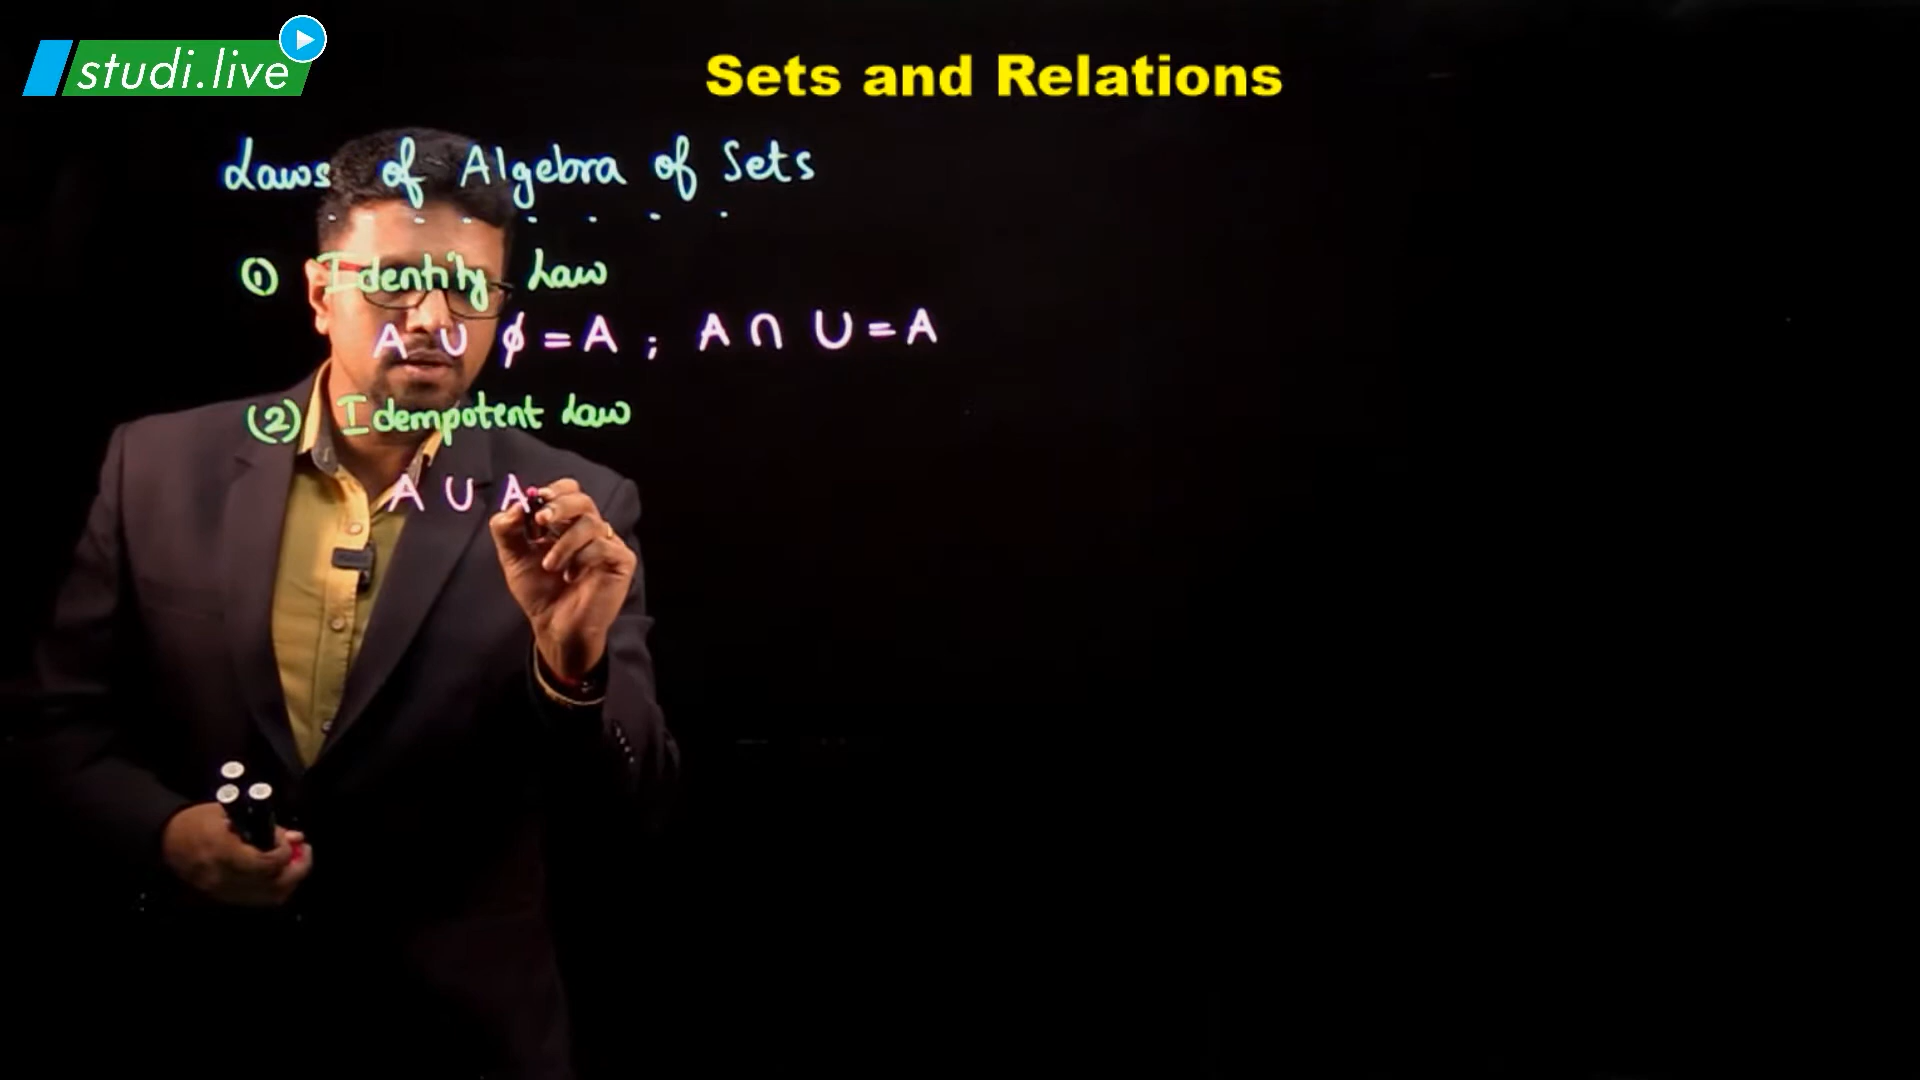 studi.live
Sets and Relations
Laws of Algebra of Sets
① Identity Law
A ∪ ϕ = A ; A ∩ U = A
(2) Idempotent Law
A ∪ A